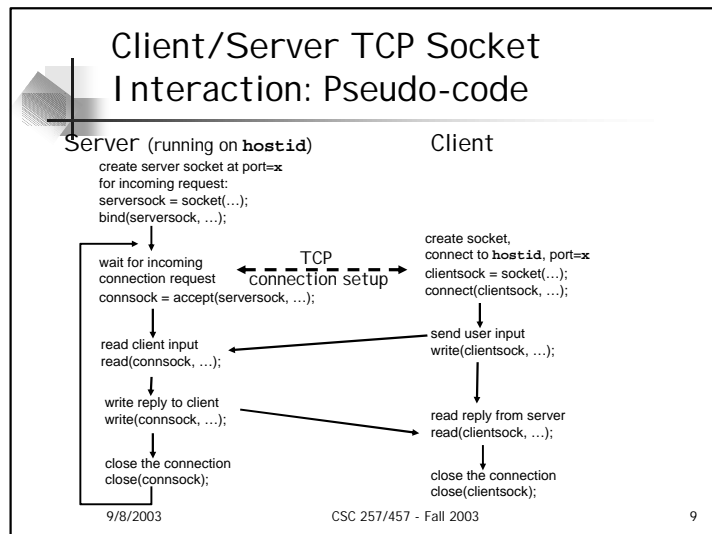 Client/Server TCP Socket
Interaction: Pseudo-code
Server (running on hostid)
create server socket at port=x
for incoming request:
serversock = socket(…);
bind(serversock, …);
wait for incoming
connection request
connsock = accept(serversock, …);
read client input
read(connsock, …);
write reply to client
write(connsock, …);
close the connection
close(connsock);
TCP
connection setup
Client
create socket,
connect to hostid, port=x
clientsock = socket(…);
connect(clientsock, …);
send user input
write(clientsock, …);
read reply from server
read(clientsock, …);
close the connection
close(clientsock);
9/8/2003
CSC 257/457 - Fall 2003
9